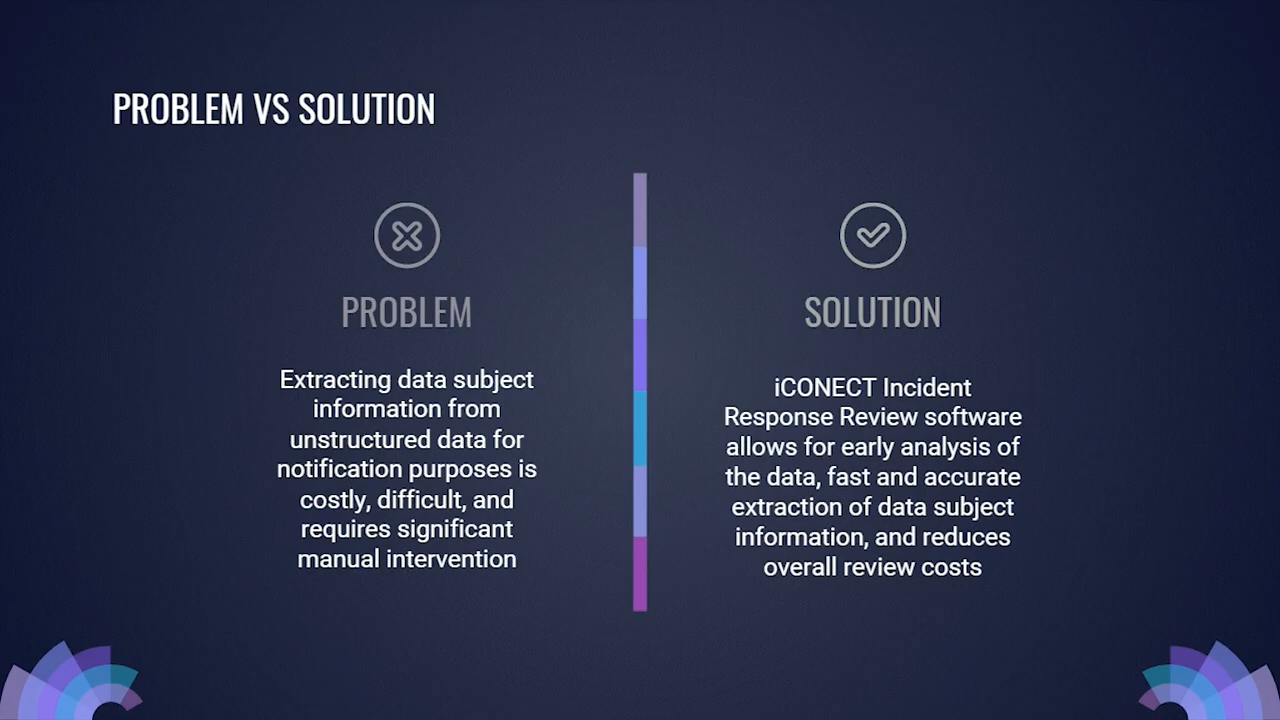 PROBLEM VS SOLUTION
PROBLEM
Extracting data subject
information from
unstructured data for
notification purposes is
costly, difficult, and
requires significant
manual intervention
SOLUTION
iCONECT Incident
Response Review software
allows for early analysis of
the data, fast and accurate
extraction of data subject
information, and reduces
overall review costs